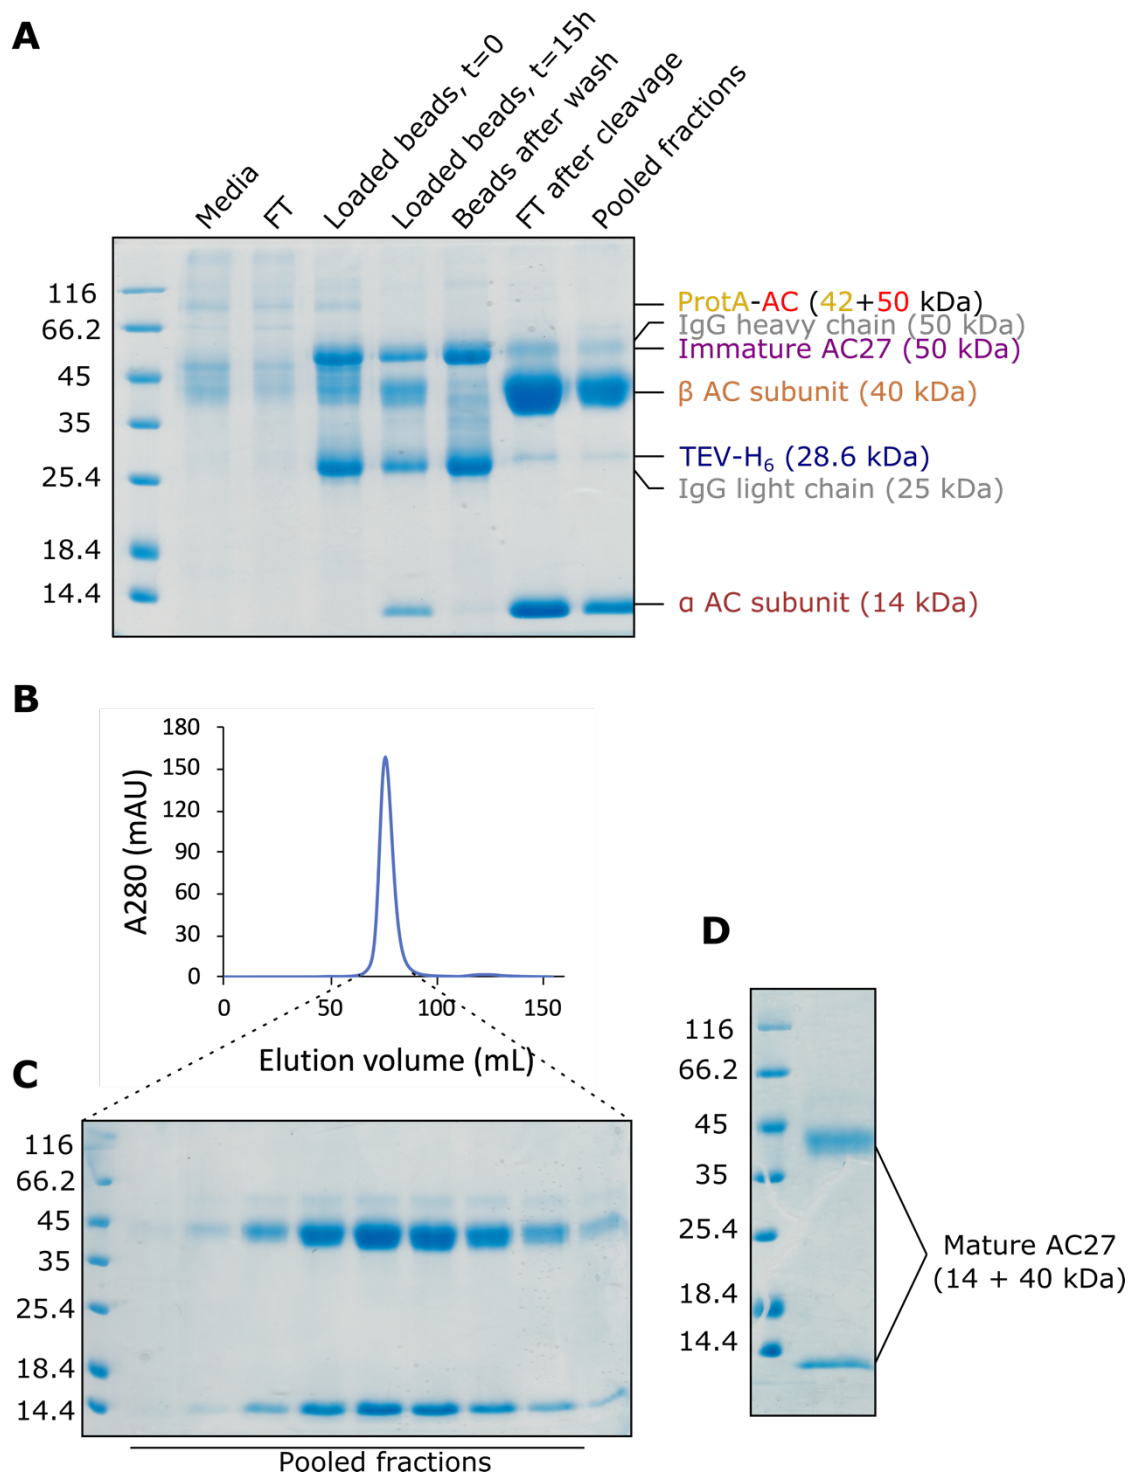 A
Media
FT
Loaded beads, t=0
Loaded beads, t=15h
Beads after wash
FT after cleavage
Pooled fractions
116
66.2
45
35
25.4
18.4
14.4
ProtA-AC (42+50 kDa)
IgG heavy chain (50 kDa)
Immature AC27 (50 kDa)
β AC subunit (40 kDa)
TEV-H₆ (28.6 kDa)
IgG light chain (25 kDa)
α AC subunit (14 kDa)
B
A280 (mAU)
180
150
120
90
60
30
0
0 50 100 150
Elution volume (mL)
C
116
66.2
45
35
25.4
18.4
14.4
Pooled fractions
D
116
66.2
45
35
25.4
18.4
14.4
Mature AC27
(14 + 40 kDa)